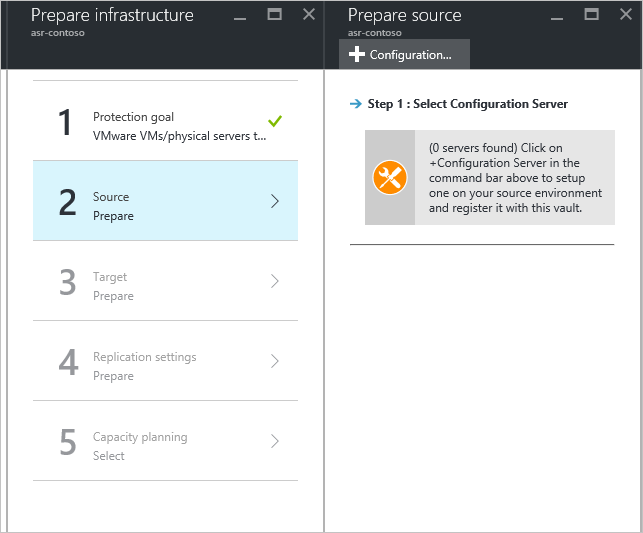 Prepare infrastructure
asr-contoso
1
Protection goal
VMware VMs/physical servers t...
2
Source
Prepare
3
Target
Prepare
4
Replication settings
Prepare
5
Capacity planning
Select
Prepare source
asr-contoso
Configuration...
Step 1 : Select Configuration Server
(0 servers found) Click on
+Configuration Server in the
command bar above to setup
one on your source environment
and register it with this vault.